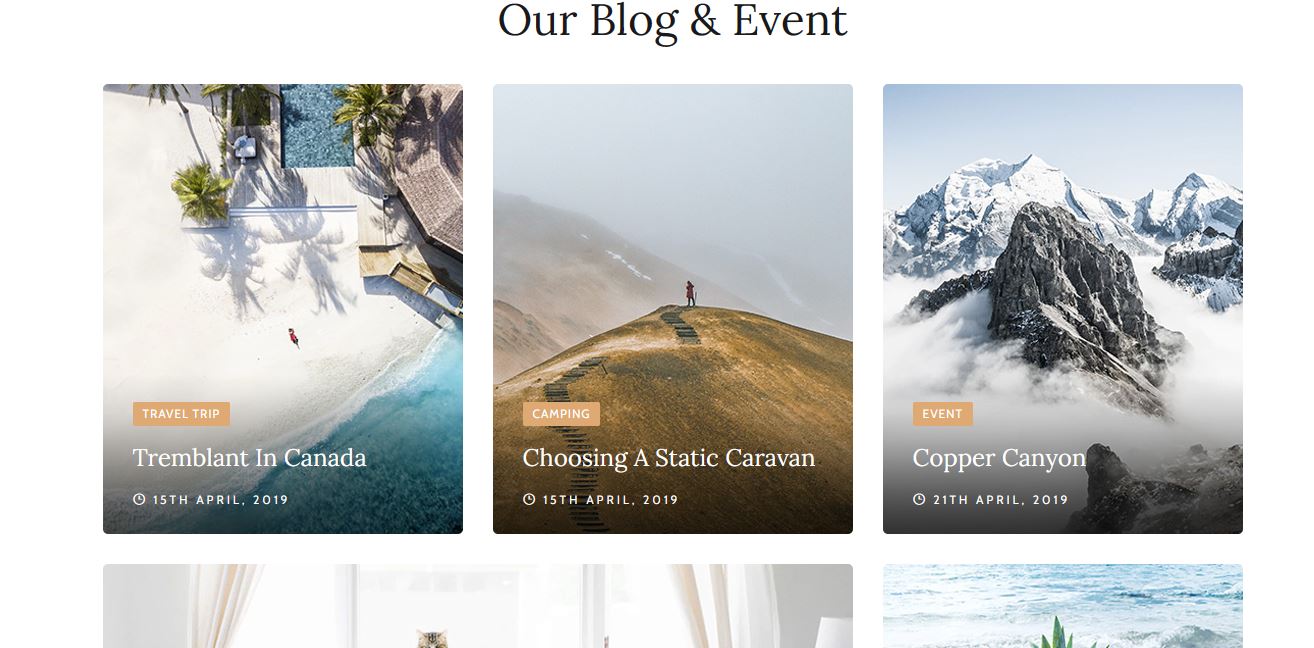 Our Blog & Event
TRAVEL TRIP
Tremblant In Canada
15TH APRIL, 2019
CAMPING
Choosing A Static Caravan
15TH APRIL, 2019
EVENT
Copper Canyon
21TH APRIL, 2019